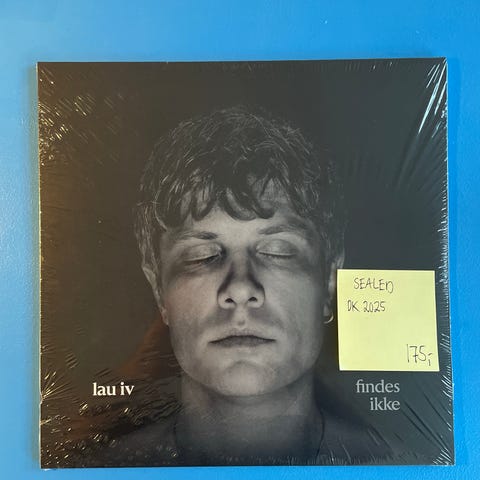 SEALED
DK 2025
175,-
lau iv
findes
ikke